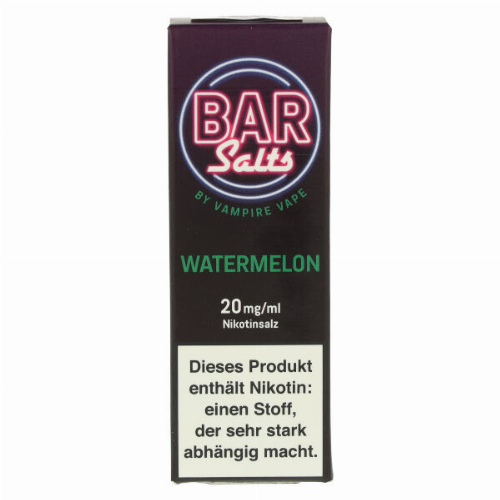 BAR
Salts
BY VAMPIRE VAPE
WATERMELON
20mg/ml
Nikotinsalz
Dieses Produkt
enthält Nikotin:
einen Stoff,
der sehr stark
abhängig macht.